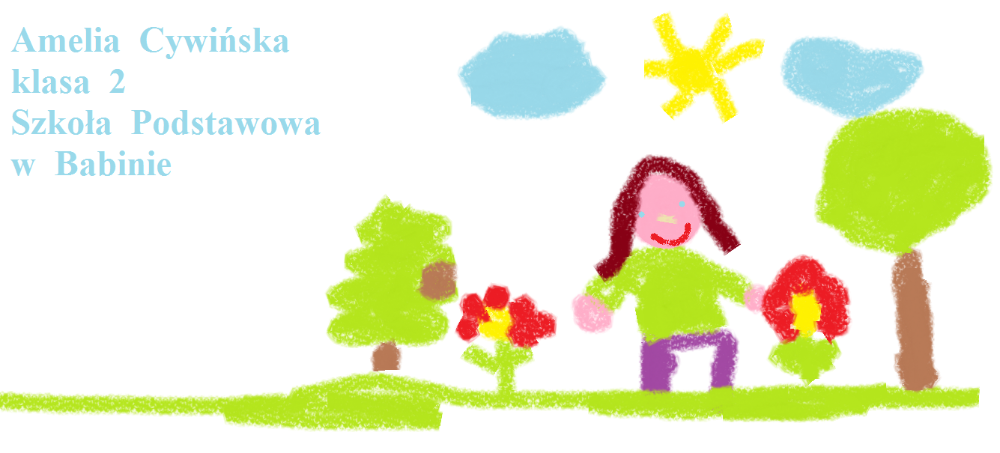 Amelia Cywińska
klasa 2
Szkoła Podstawowa
w Babinie